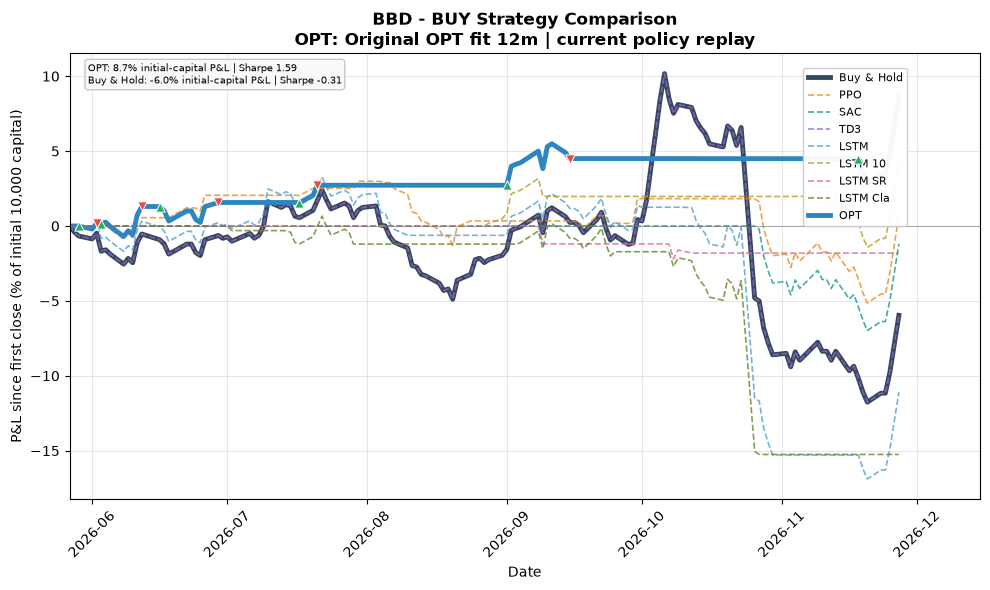 BBD - BUY Strategy Comparison
OPT: Original OPT fit 12m | current policy replay
OPT: 8.7% initial-capital P&L | Sharpe 1.59
Buy & Hold: -6.0% initial-capital P&L | Sharpe -0.31
Buy & Hold
PPO
SAC
TD3
LSTM
LSTM 10
LSTM SR
LSTM Cla
OPT
P&L since first close (% of initial 10,000 capital)
10
5
0
−5
−10
−15
2026-06
2026-07
2026-08
2026-09
2026-10
2026-11
2026-12
Date